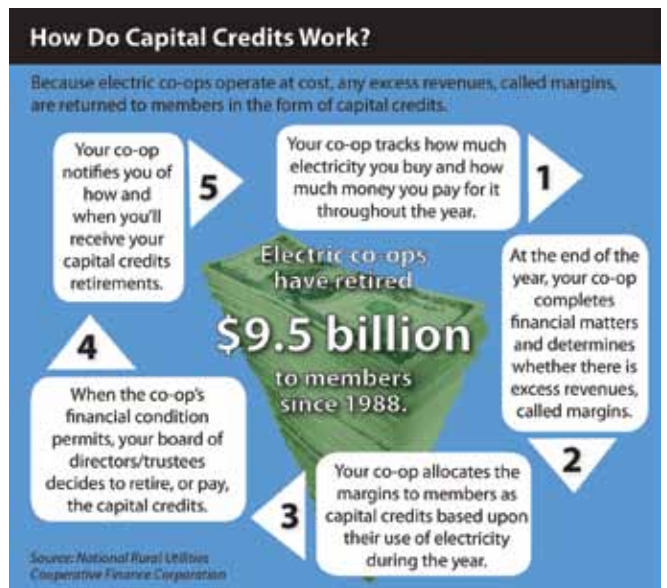 How Do Capital Credits Work?
Because electric co-ops operate at cost, any excess revenues, called margins,
are returned to members in the form of capital credits.
Your co-op tracks how much
electricity you buy and how
much money you pay for it
throughout the year.
1
At the end of the
year, your co-op
completes
financial matters
and determines
whether there is
excess revenues,
called margins.
2
Your co-op allocates the
margins to members as
capital credits based upon
their use of electricity
during the year.
3
When the co-op's
financial condition
permits, your board of
directors/trustees
decides to retire, or pay,
the capital credits.
4
Your co-op
notifies you of
how and
when you'll
receive your
capital credits
retirements.
5
Electric co-ops
have retired
$9.5 billion
to members
since 1988.
Source: National Rural Utilities
Cooperative Finance Corporation